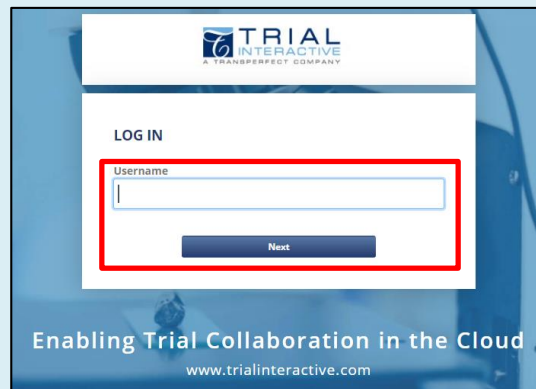 TRIAL
INTERACTIVE
A TRANSPERFECT COMPANY
LOG IN
Username
Next
Enabling Trial Collaboration in the Cloud
www.trialinteractive.com